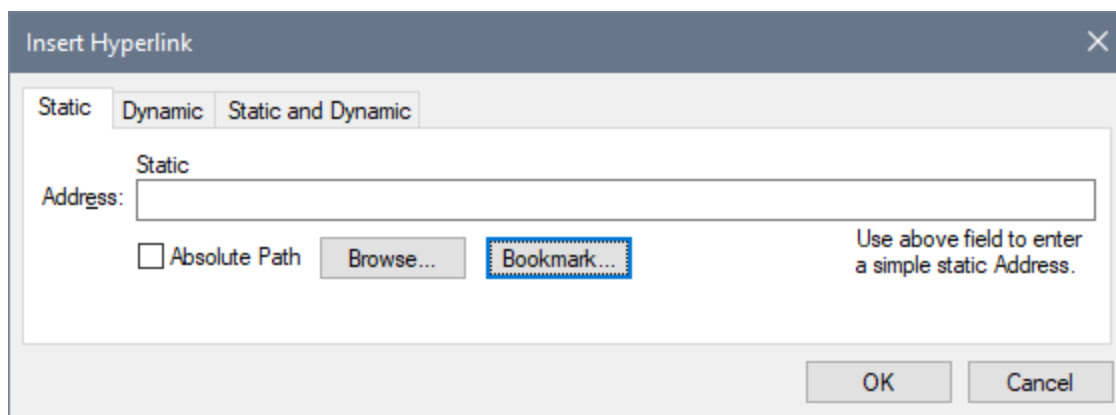 Insert Hyperlink
Static Dynamic Static and Dynamic
Static
Address:
Absolute Path Browse... Bookmark... Use above field to enter
a simple static Address.
OK Cancel